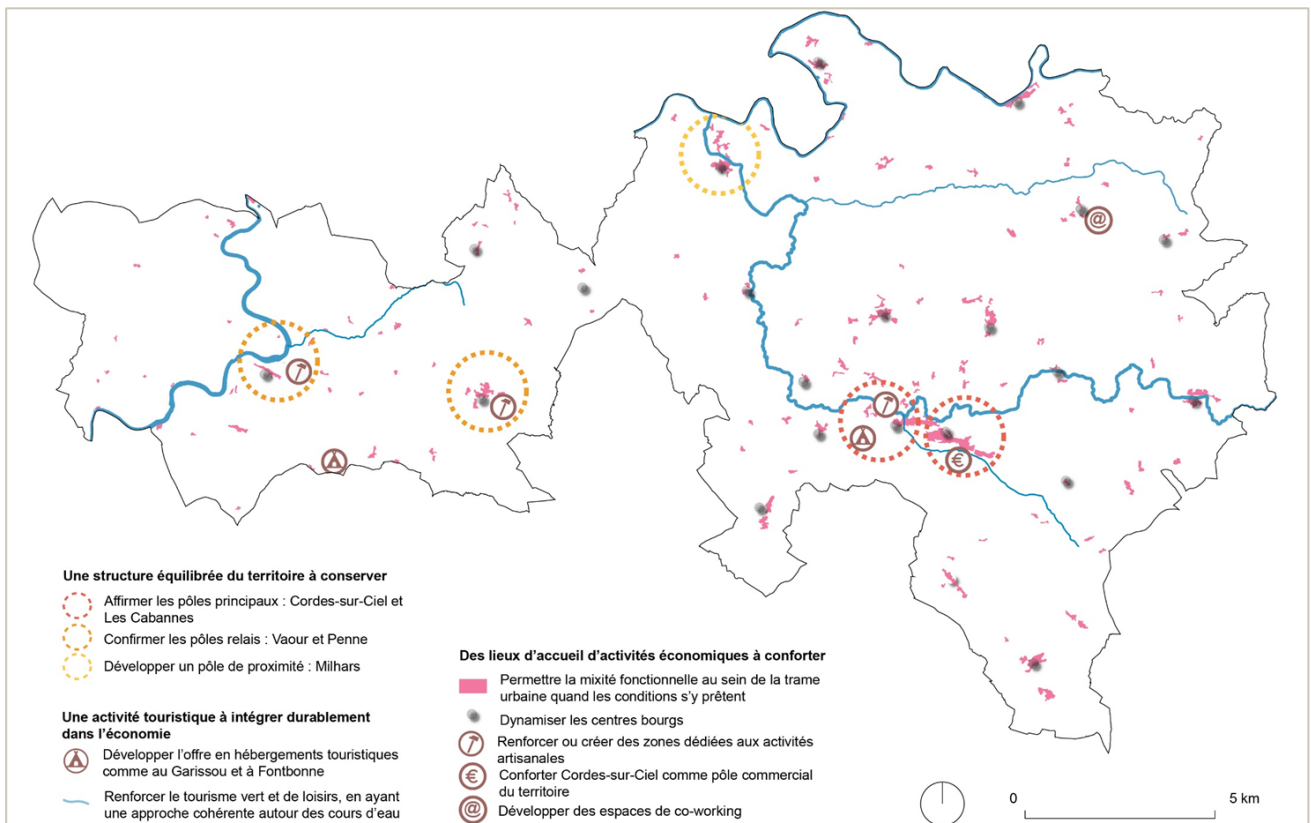 @
€
Une structure équilibrée du territoire à conserver
Affirmer les pôles principaux : Cordes-sur-Ciel et
Les Cabannes
Confirmer les pôles relais : Vaour et Penne
Développer un pôle de proximité : Milhars
Une activité touristique à intégrer durablement
dans l'économie
Développer l'offre en hébergements touristiques
comme au Garissou et à Fontbonne
Renforcer le tourisme vert et de loisirs, en ayant
une approche cohérente autour des cours d'eau
Des lieux d'accueil d'activités économiques à conforter
Permettre la mixité fonctionnelle au sein de la trame
urbaine quand les conditions s'y prêtent
Dynamiser les centres bourgs
Renforcer ou créer des zones dédiées aux activités
artisanales
€ Conforter Cordes-sur-Ciel comme pôle commercial
du territoire
@ Développer des espaces de co-working
0 5 km